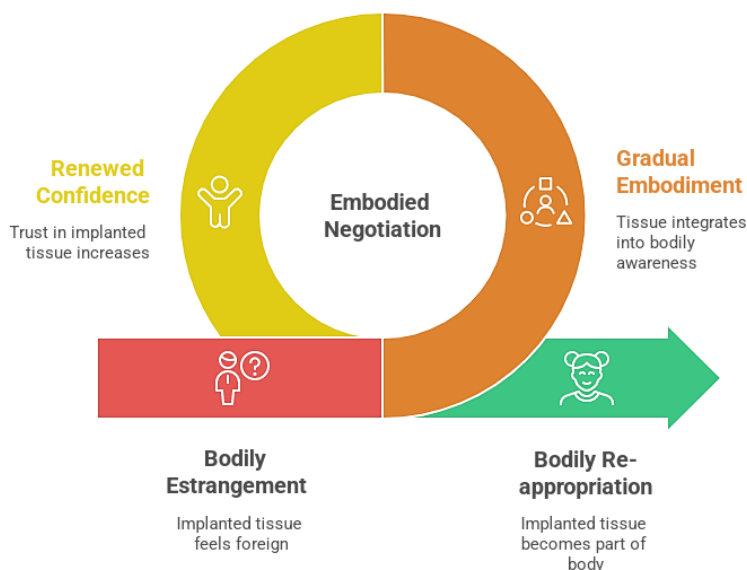 Renewed
Confidence
Trust in implanted
tissue increases
Embodied
Negotiation
Gradual
Embodiment
Tissue integrates
into bodily
awareness
?
Bodily
Estrangement
Implanted tissue
feels foreign
Bodily Re-
appropriation
Implanted tissue
becomes part of
body